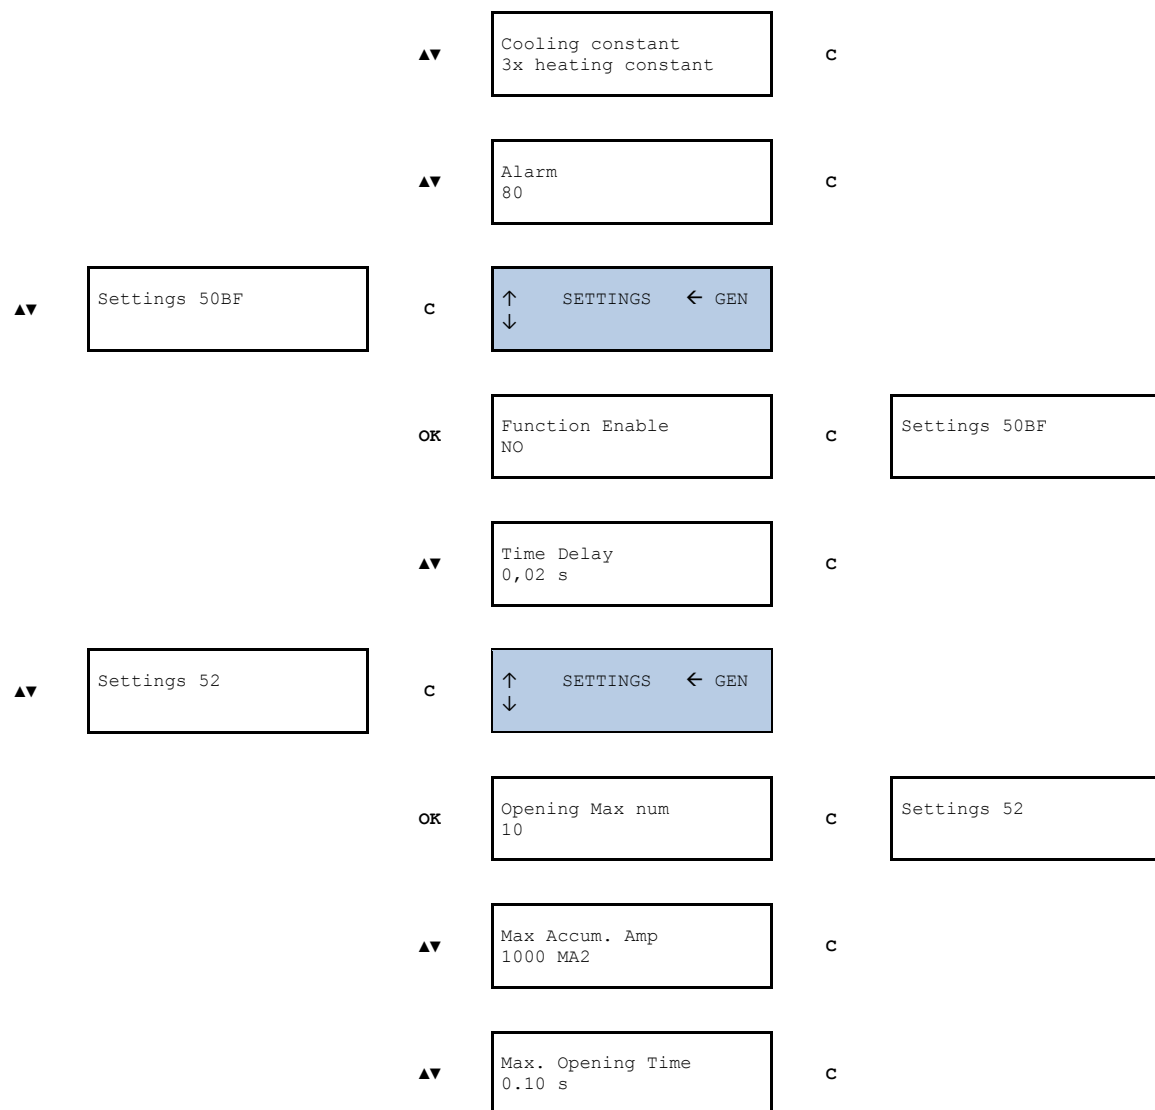 ▲▼ Cooling constant C
3x heating constant
▲▼ Alarm C
80
▲▼ Settings 50BF C ↑ SETTINGS ← GEN
↓
OK Function Enable C Settings 50BF
NO
▲▼ Time Delay C
0,02 s
▲▼ Settings 52 C ↑ SETTINGS ← GEN
↓
OK Opening Max num C Settings 52
10
▲▼ Max Accum. Amp C
1000 MA2
▲▼ Max. Opening Time C
0.10 s